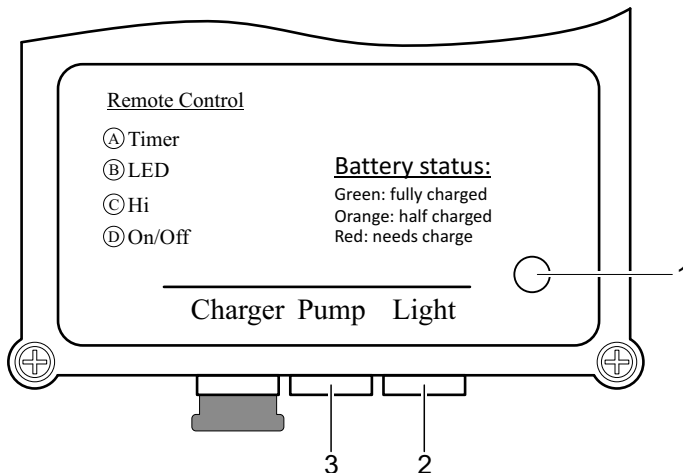 Remote Control
Ⓐ Timer
Ⓑ LED
Ⓒ Hi
Ⓓ On/Off
Battery status:
Green: fully charged
Orange: half charged
Red: needs charge
1
Charger Pump Light
3 2